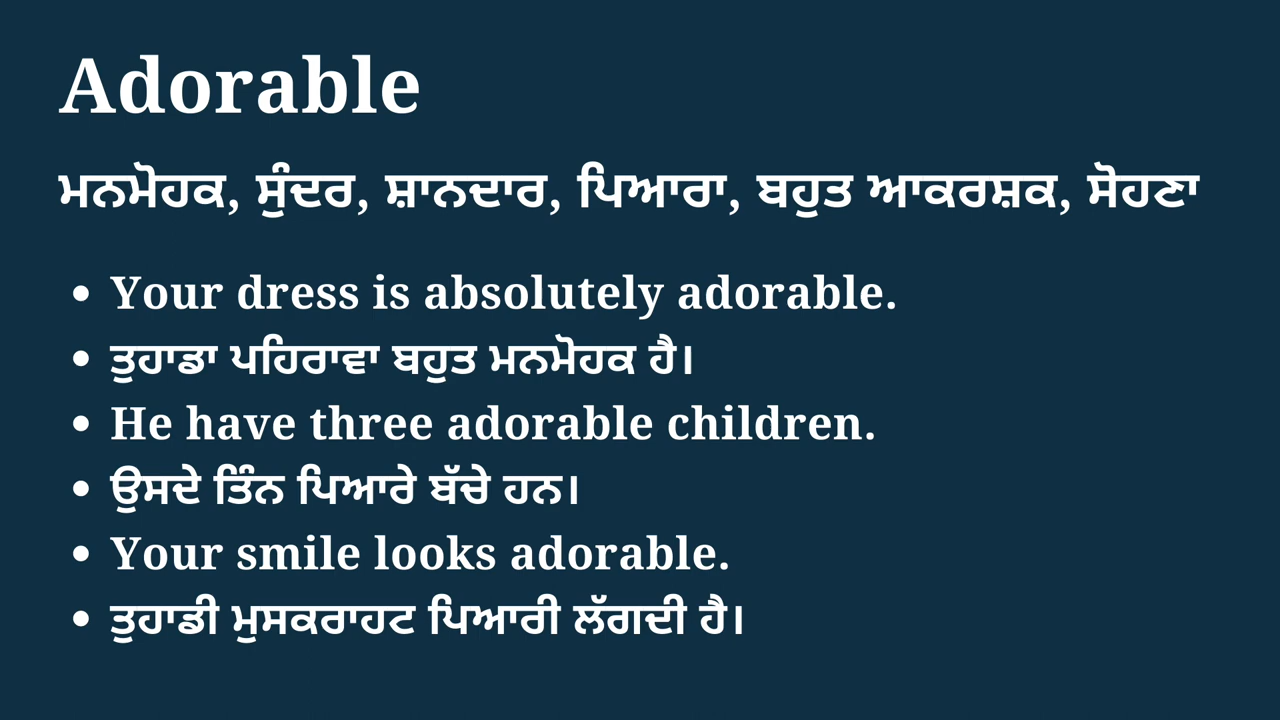 Adorable
ਮਨਮੋਹਕ, ਸੁੰਦਰ, ਸ਼ਾਨਦਾਰ, ਪਿਆਰਾ, ਬਹੁਤ ਆਕਰਸ਼ਕ, ਸੋਹਣਾ
• Your dress is absolutely adorable.
• ਤੁਹਾਡਾ ਪਹਿਰਾਵਾ ਬਹੁਤ ਮਨਮੋਹਕ ਹੈ।
• He have three adorable children.
• ਉਸਦੇ ਤਿੰਨ ਪਿਆਰੇ ਬੱਚੇ ਹਨ।
• Your smile looks adorable.
• ਤੁਹਾਡੀ ਮੁਸਕਰਾਹਟ ਪਿਆਰੀ ਲੱਗਦੀ ਹੈ।